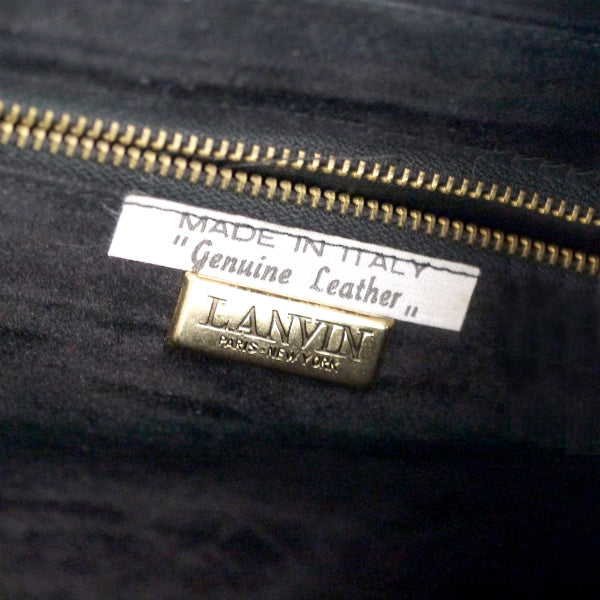 MADE IN ITALY
"Genuine Leather"
LANVIN
PARIS-NEW YORK